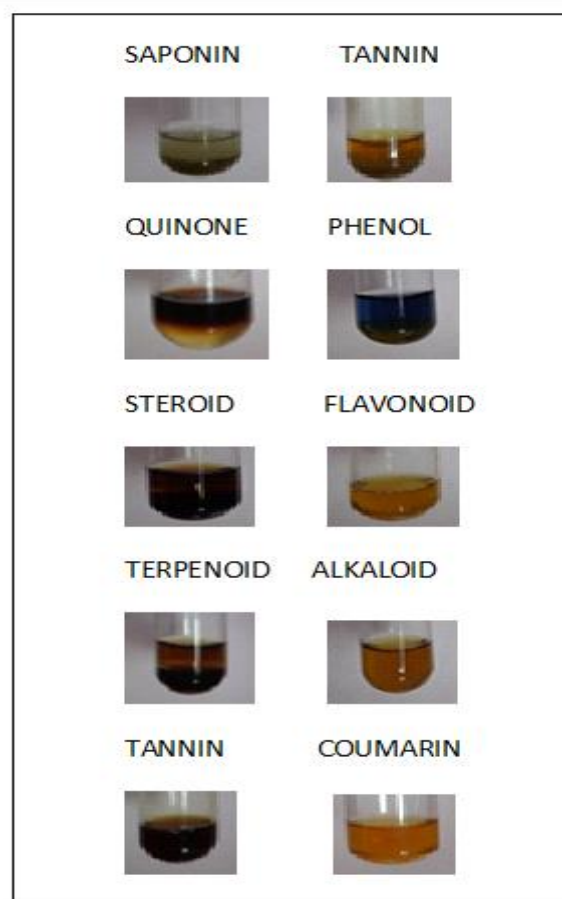 SAPONIN TANNIN
QUINONE PHENOL
STEROID FLAVONOID
TERPENOID ALKALOID
TANNIN COUMARIN